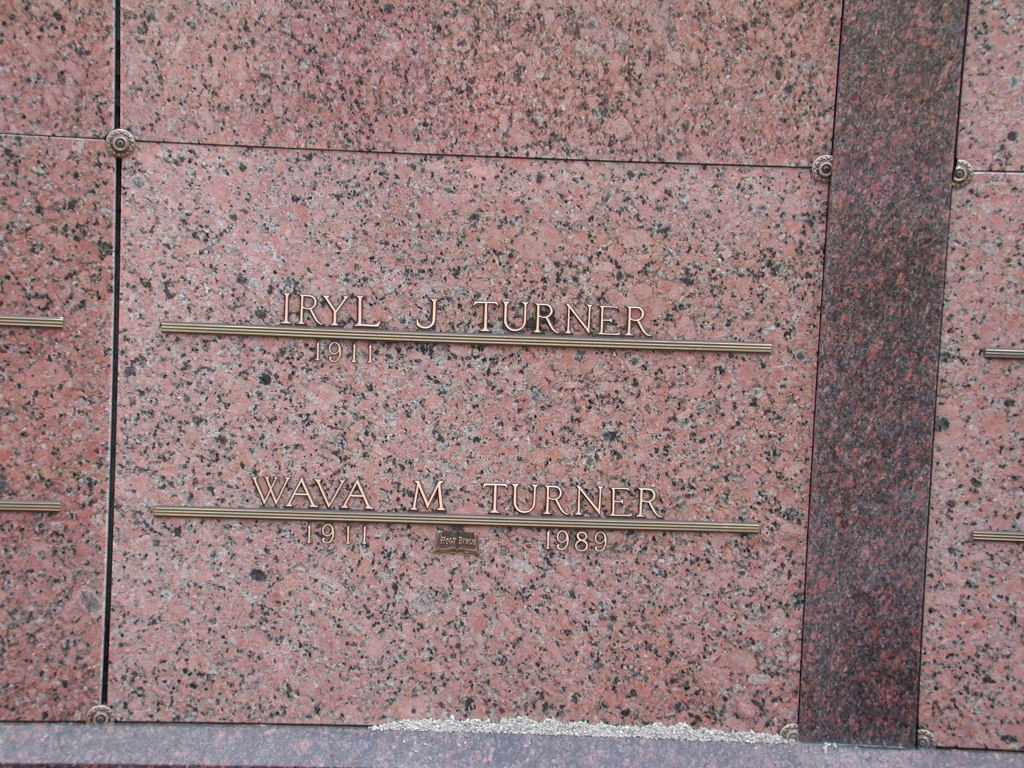 IRYL J TURNER
1911
WAVA M TURNER
1911 HOLY BIBLE 1989